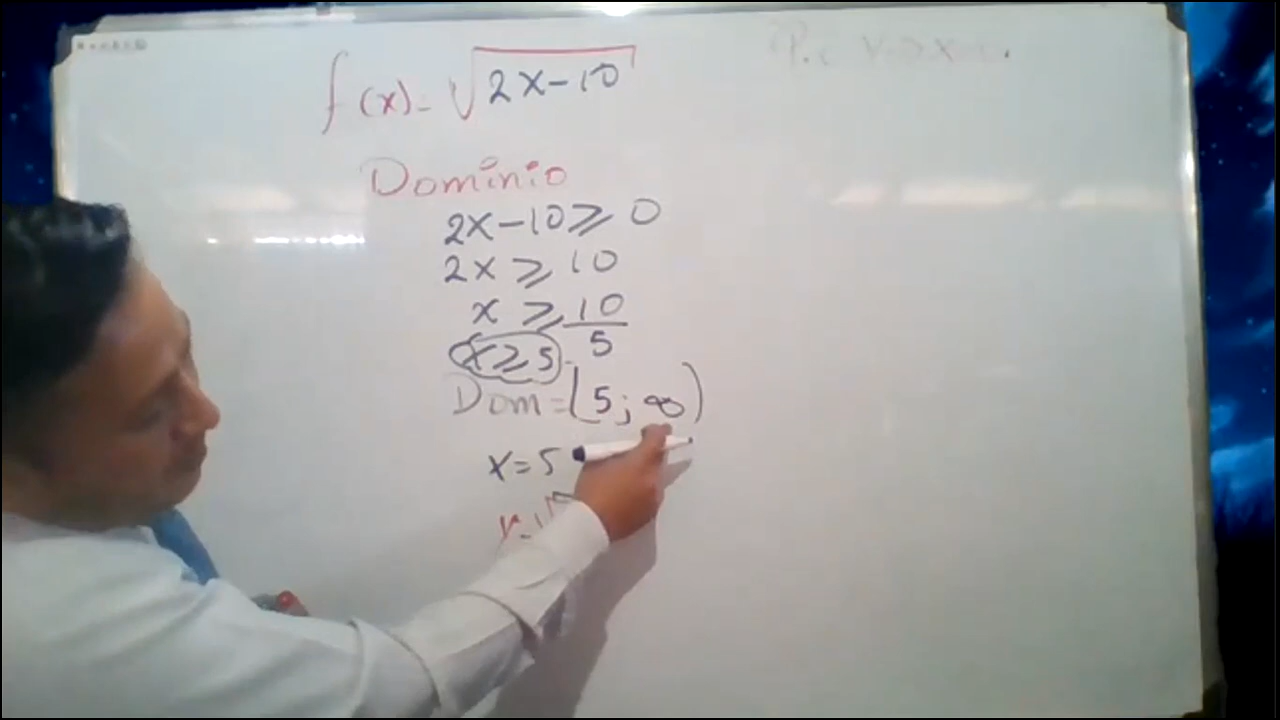 f(x)=√2x-10
Dominio
2x-10⩾0
2x ⩾ 10
x ⩾ 10/5
x⩾5
Dom=[5;∞)
x=5